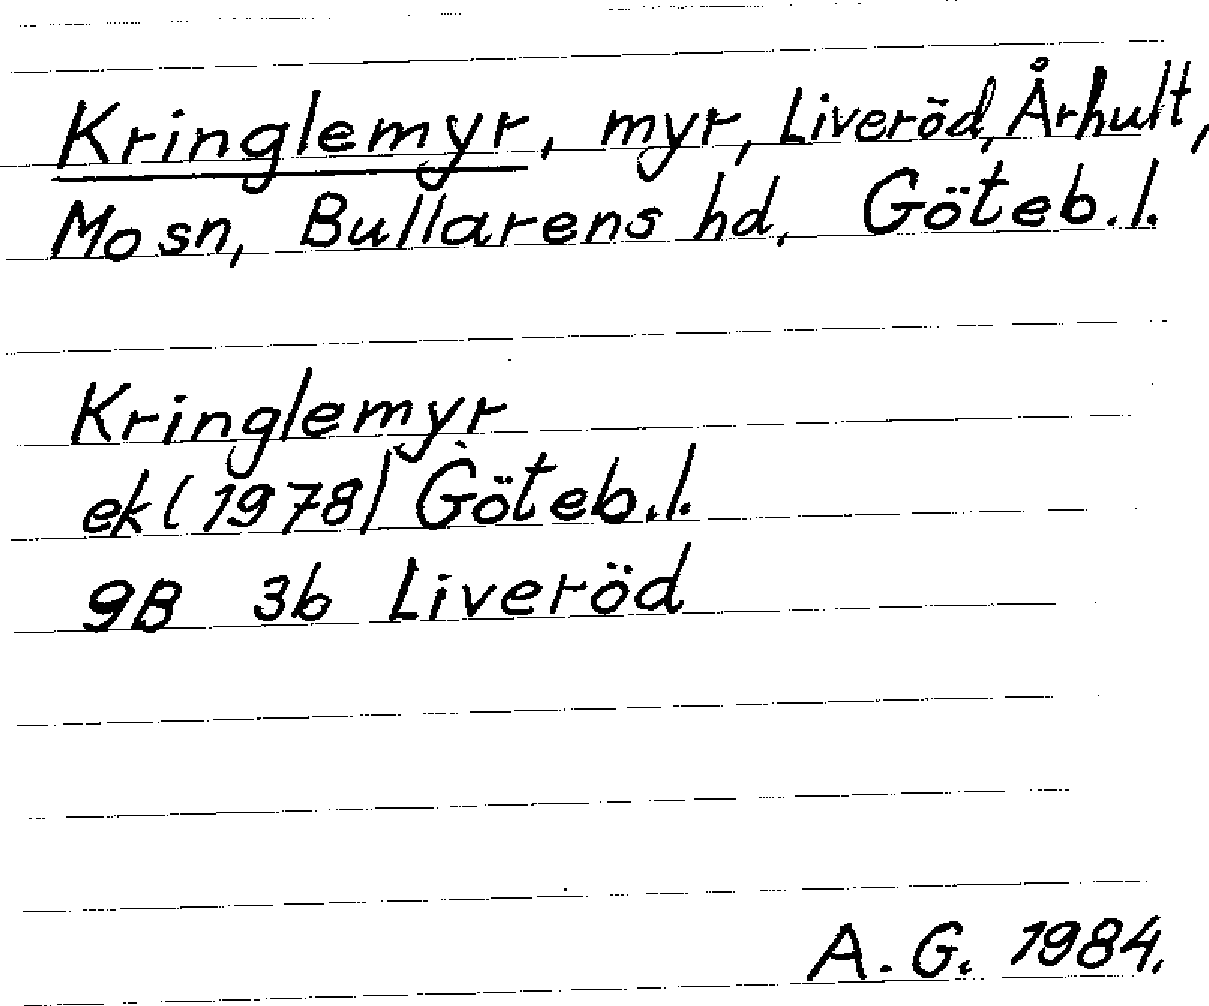 Kringlemyr, myr, Liveröd, Århult,
Mo sn, Bullarens hd, Göteb.l.
Kringlemyr
ek (1978) Göteb.l.
9B 3b Liveröd
A.G. 1984.